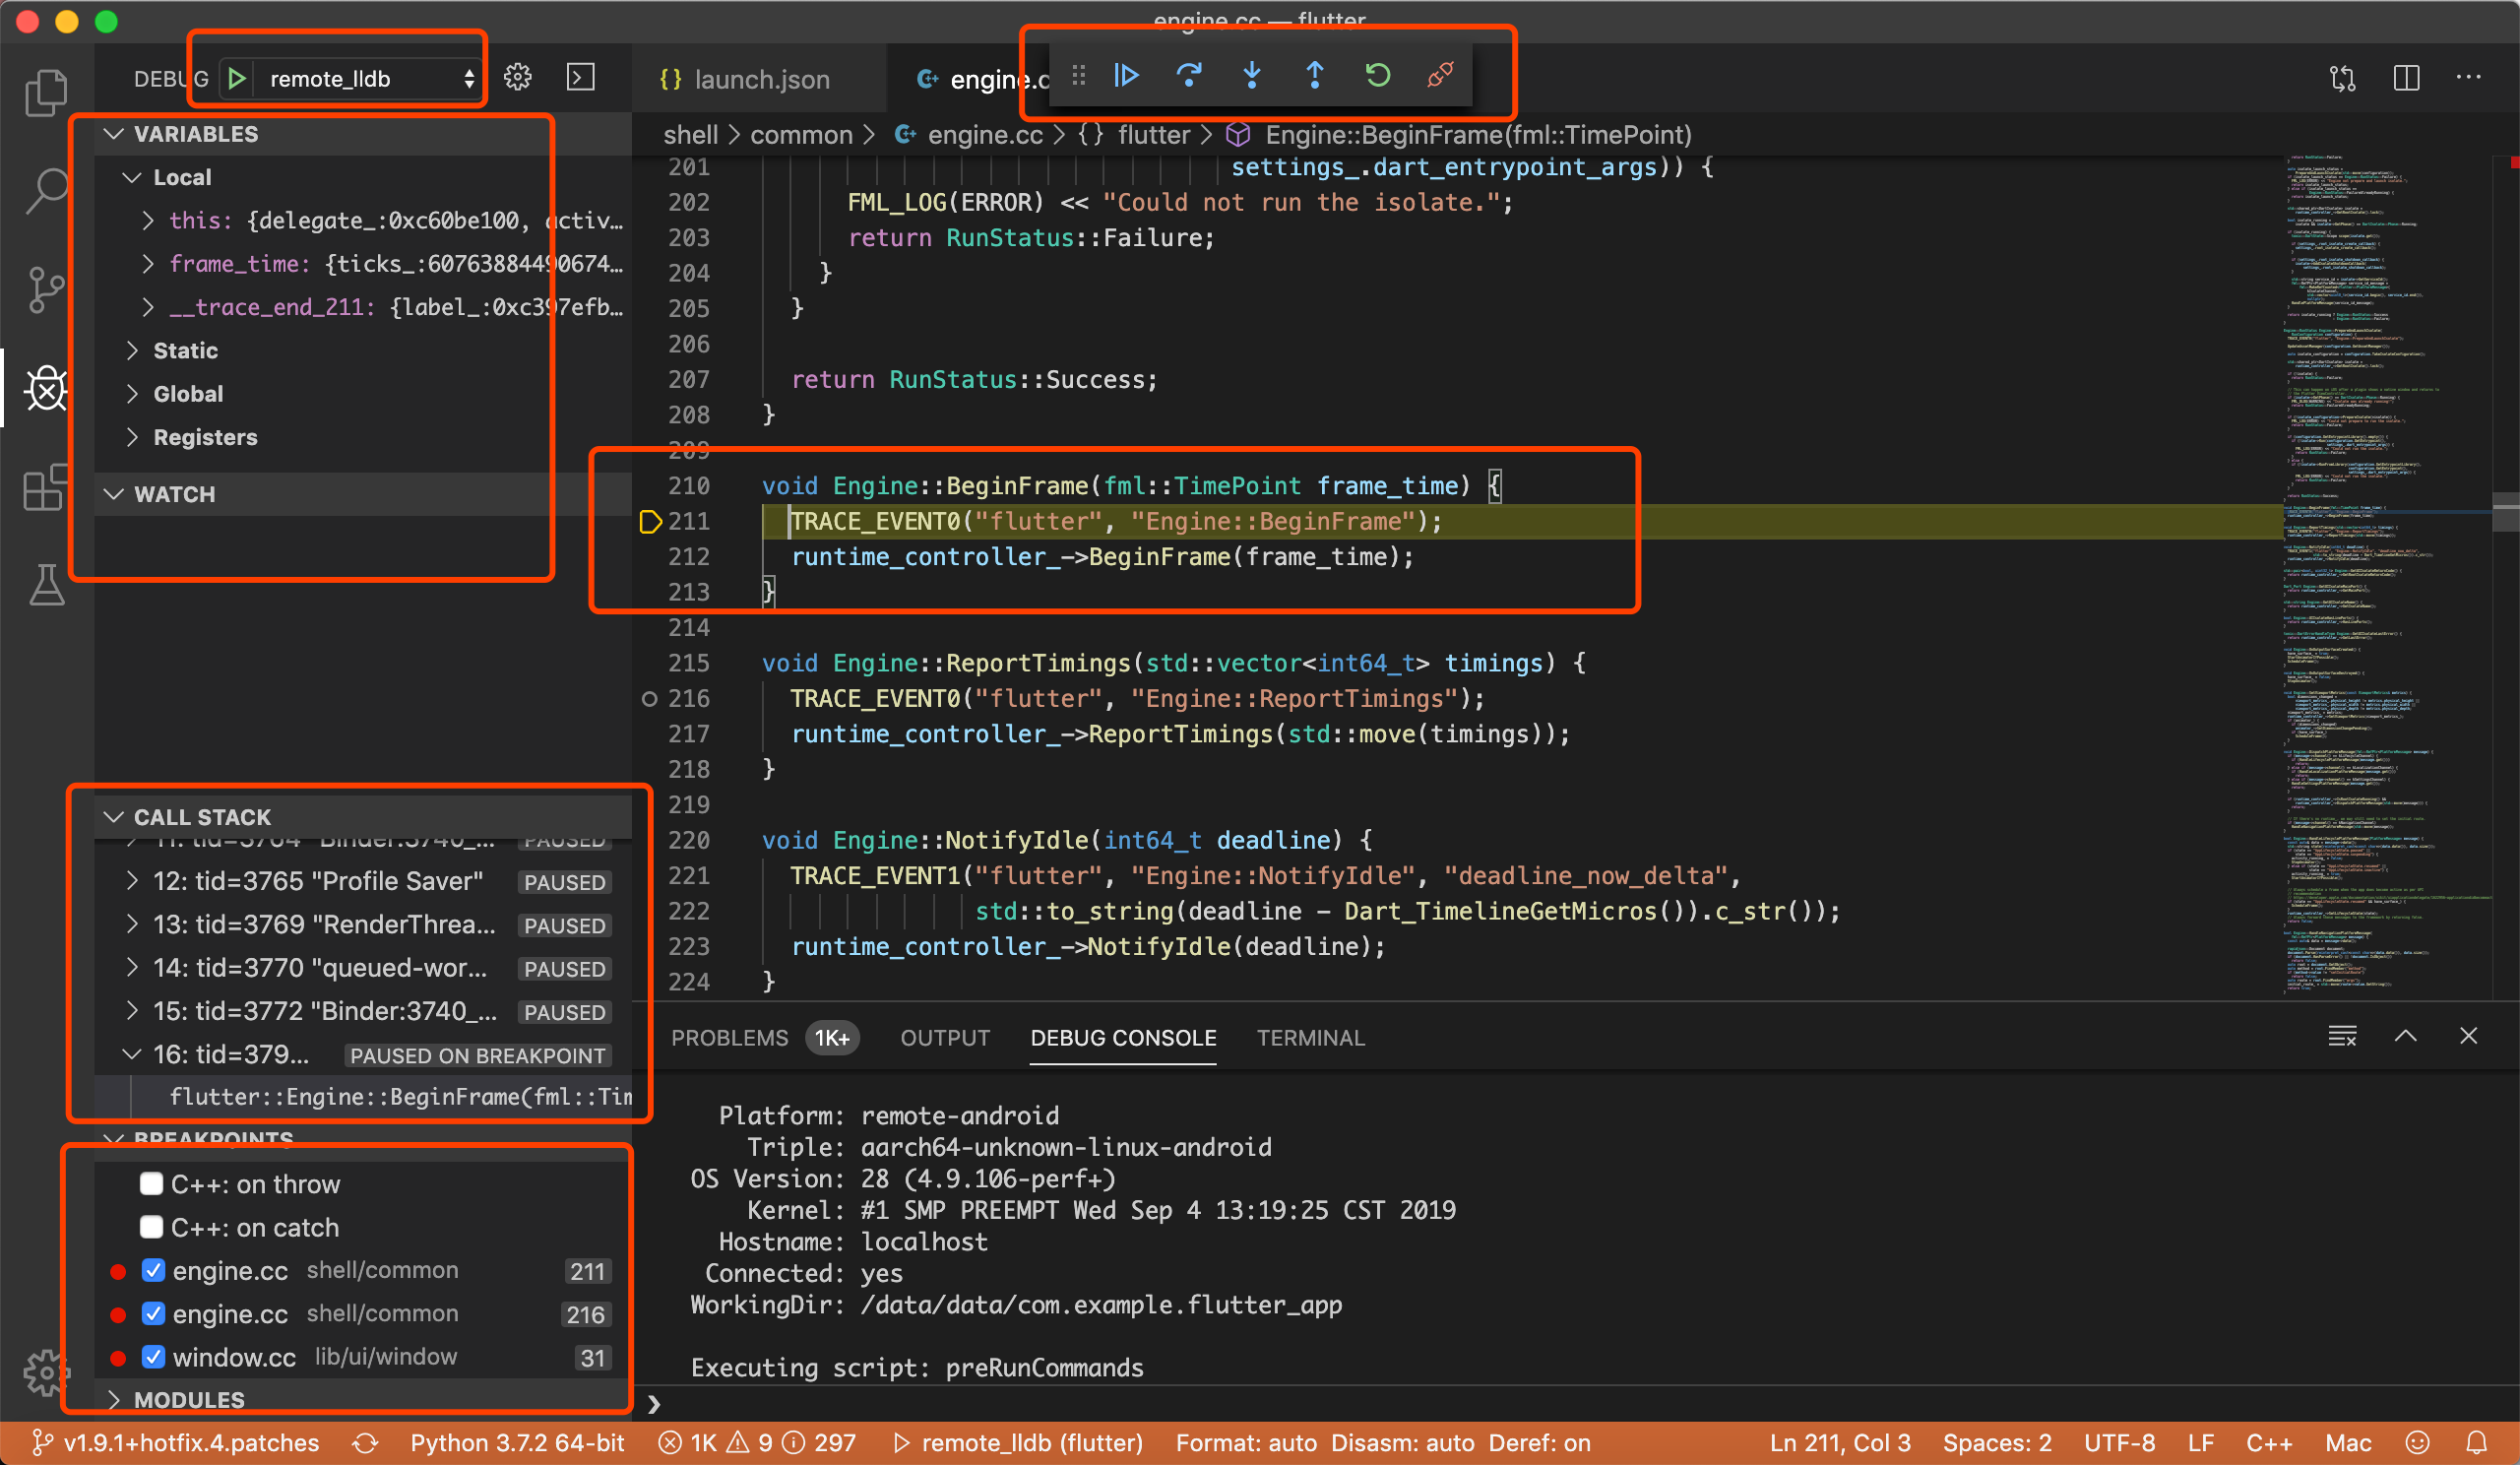 engine.cc — flutter
DEBUG
remote_lldb
launch.json
engine.c
shell > common > engine.cc > {} flutter > Engine::BeginFrame(fml::TimePoint)
VARIABLES
Local
this: {delegate_:0xc60be100, activ…
frame_time: {ticks_:60763884490674…
__trace_end_211: {label_:0xc397efb…
Static
Global
Registers
WATCH
CALL STACK
11: tid=3764 "Binder:3740_… PAUSED
12: tid=3765 "Profile Saver" PAUSED
13: tid=3769 "RenderThrea… PAUSED
14: tid=3770 "queued-wor… PAUSED
15: tid=3772 "Binder:3740_… PAUSED
16: tid=379… PAUSED ON BREAKPOINT
flutter::Engine::BeginFrame(fml::Tim
BREAKPOINTS
C++: on throw
C++: on catch
engine.cc shell/common 211
engine.cc shell/common 216
window.cc lib/ui/window 31
MODULES
201 settings_.dart_entrypoint_args)) {
202 FML_LOG(ERROR) << "Could not run the isolate.";
203 return RunStatus::Failure;
204 }
205 }
206
207 return RunStatus::Success;
208 }
209
210 void Engine::BeginFrame(fml::TimePoint frame_time) {
211 TRACE_EVENT0("flutter", "Engine::BeginFrame");
212 runtime_controller_->BeginFrame(frame_time);
213 }
214
215 void Engine::ReportTimings(std::vector<int64_t> timings) {
216 TRACE_EVENT0("flutter", "Engine::ReportTimings");
217 runtime_controller_->ReportTimings(std::move(timings));
218 }
219
220 void Engine::NotifyIdle(int64_t deadline) {
221 TRACE_EVENT1("flutter", "Engine::NotifyIdle", "deadline_now_delta",
222 std::to_string(deadline - Dart_TimelineGetMicros()).c_str());
223 runtime_controller_->NotifyIdle(deadline);
224 }
PROBLEMS 1K+ OUTPUT DEBUG CONSOLE TERMINAL
Platform: remote-android
Triple: aarch64-unknown-linux-android
OS Version: 28 (4.9.106-perf+)
Kernel: #1 SMP PREEMPT Wed Sep 4 13:19:25 CST 2019
Hostname: localhost
Connected: yes
WorkingDir: /data/data/com.example.flutter_app
Executing script: preRunCommands
v1.9.1+hotfix.4.patches Python 3.7.2 64-bit 1K 9 297 remote_lldb (flutter) Format: auto Disasm: auto Deref: on Ln 211, Col 3 Spaces: 2 UTF-8 LF C++ Mac